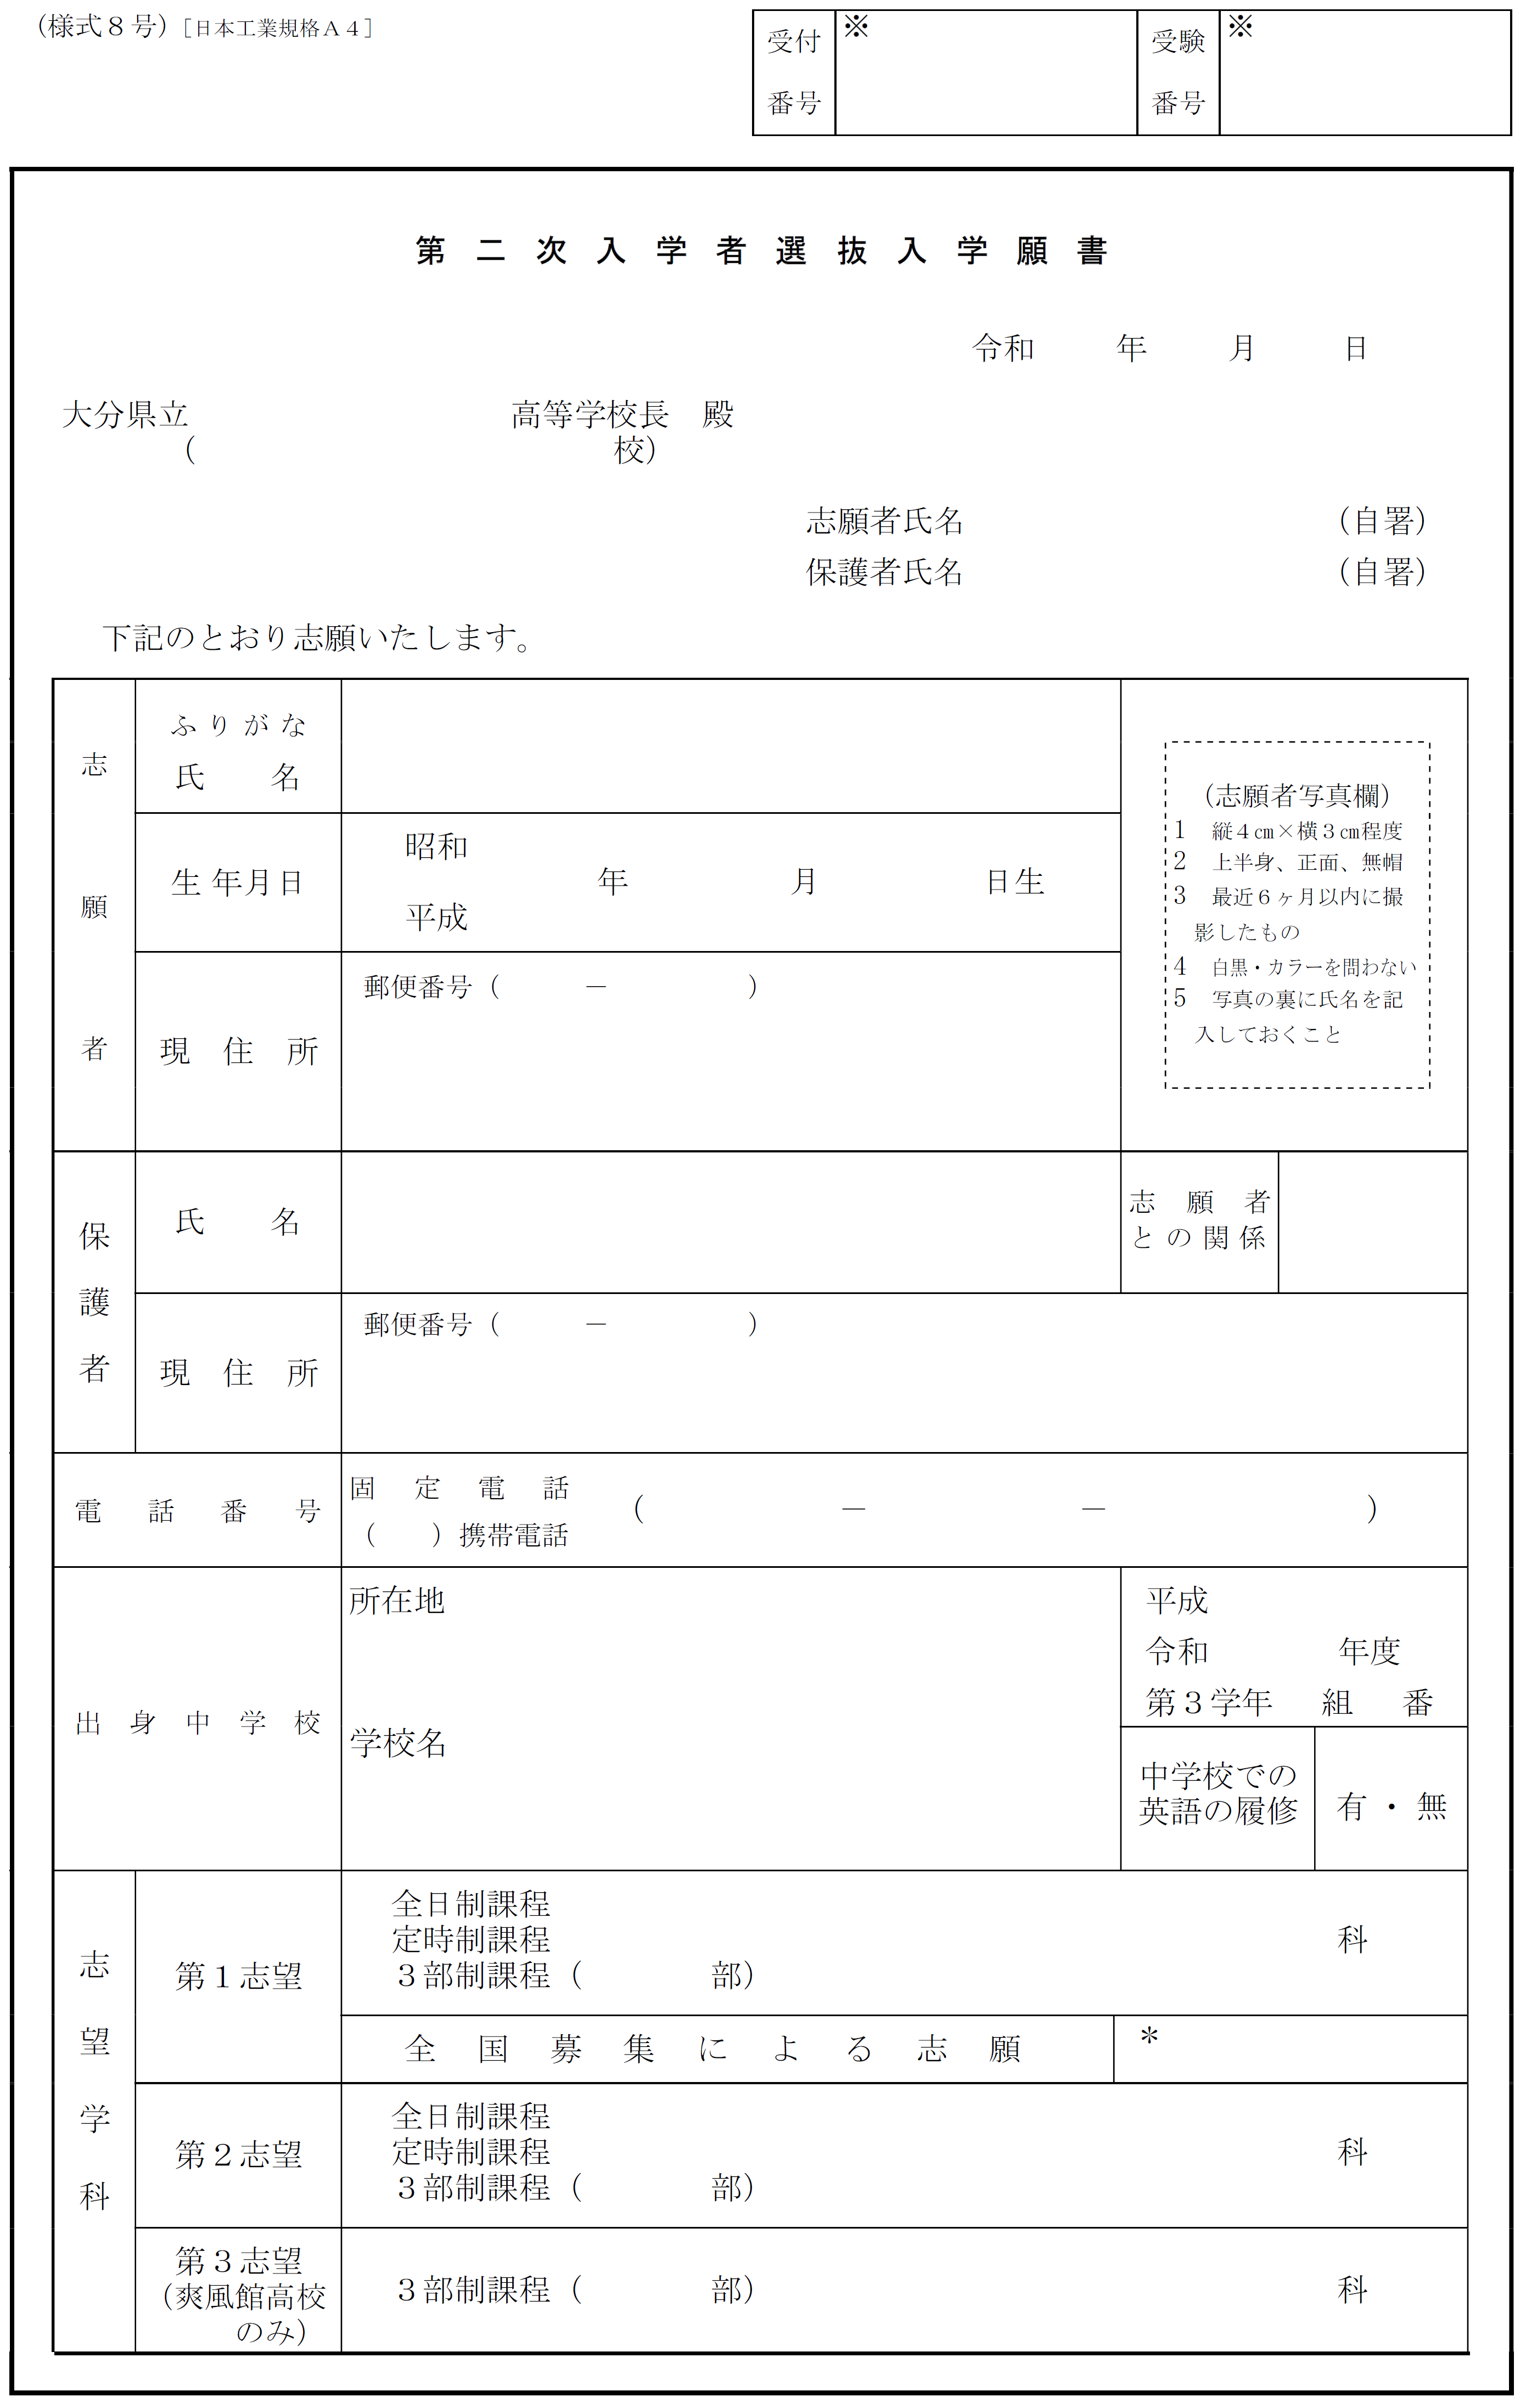 （様式８号）［日本工業規格Ａ４］
受付番号 ※ 受験番号 ※
第二次入学者選抜入学願書
令和　　年　　月　　日
大分県立　　　　　高等学校長　殿
（　　　　　　校）
志願者氏名　　　　　（自署）
保護者氏名　　　　　（自署）
下記のとおり志願いたします。
志願者
ふりがな
氏　名
生年月日
昭和
平成
年　　月　　日生
現住所
郵便番号（　　－　　）
（志願者写真欄）
1　縦４㎝×横３㎝程度
2　上半身、正面、無帽
3　最近６ヶ月以内に撮
影したもの
4　白黒・カラーを問わない
5　写真の裏に氏名を記
入しておくこと
保護者
氏　名
志願者
との関係
現住所
郵便番号（　　－　　）
電話番号
固定電話
（　）携帯電話
（　　－　　－　　）
出身中学校
所在地
学校名
平成
令和　　年度
第３学年　組　番
中学校での
英語の履修
有・無
志望学科
第１志望
全日制課程
定時制課程
３部制課程（　　部）
科
全国募集による志願
＊
第２志望
全日制課程
定時制課程
３部制課程（　　部）
科
第３志望
（爽風館高校
のみ）
３部制課程（　　部）
科